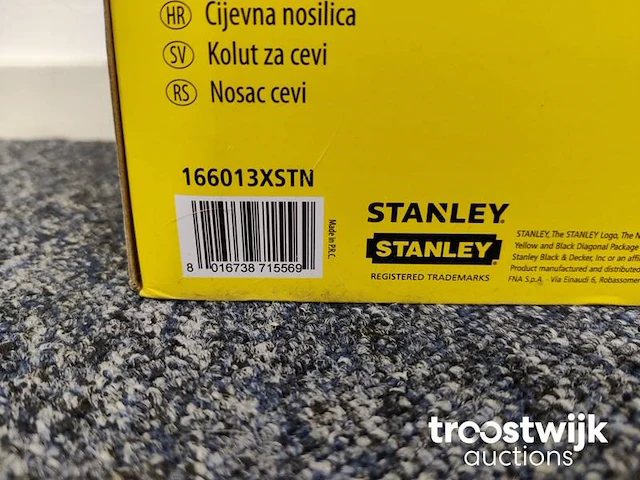 HR Cijevna nosilica
SV Kolut za cevi
RS Nosac cevi
166013XSTN
8 016738 715569
Made in P.R.C.
STANLEY®
STANLEY®
REGISTERED TRADEMARKS
STANLEY, The STANLEY Logo, The N
Yellow and Black Diagonal Package
Stanley Black & Decker, Inc or an affi
Product manufactured and distributed
FNA S.p.A. - Via Einaudi 6, Robassomer
troostwijk
auctions